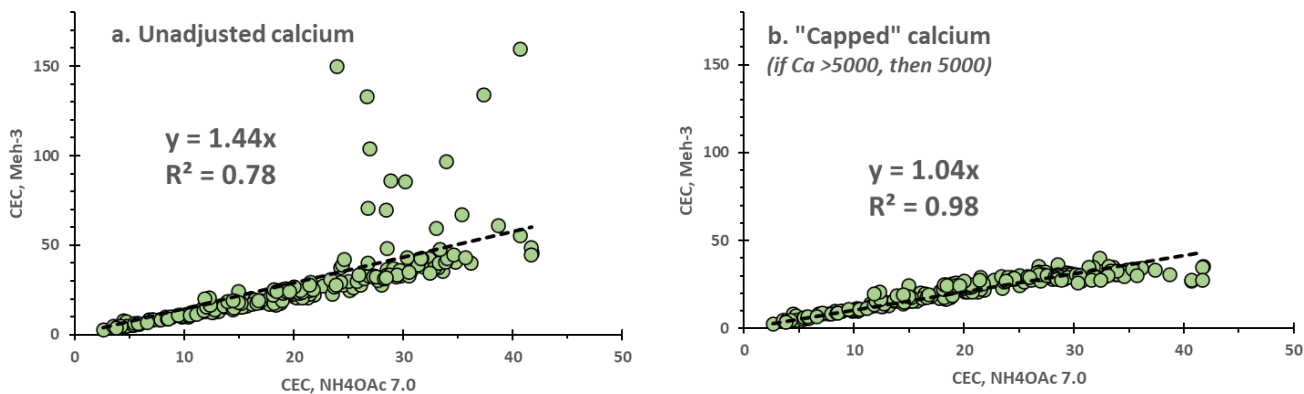 a. Unadjusted calcium
y = 1.44x
R² = 0.78
CEC, Meh-3
150
100
50
0
0 10 20 30 40 50
CEC, NH4OAc 7.0
b. "Capped" calcium
(if Ca >5000, then 5000)
y = 1.04x
R² = 0.98
CEC, Meh-3
150
100
50
0
0 10 20 30 40 50
CEC, NH4OAc 7.0